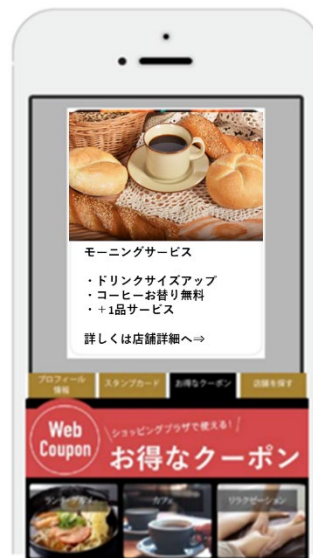 モーニングサービス
・ドリンクサイズアップ
・コーヒーお替り無料
・＋1品サービス
詳しくは店舗詳細へ⇒
プロフィール
情報
スタンプカード
お得なクーポン
店舗を探す
Web
Coupon
ショッピングプラザで使える！
お得なクーポン
カフェ
リラクゼーション